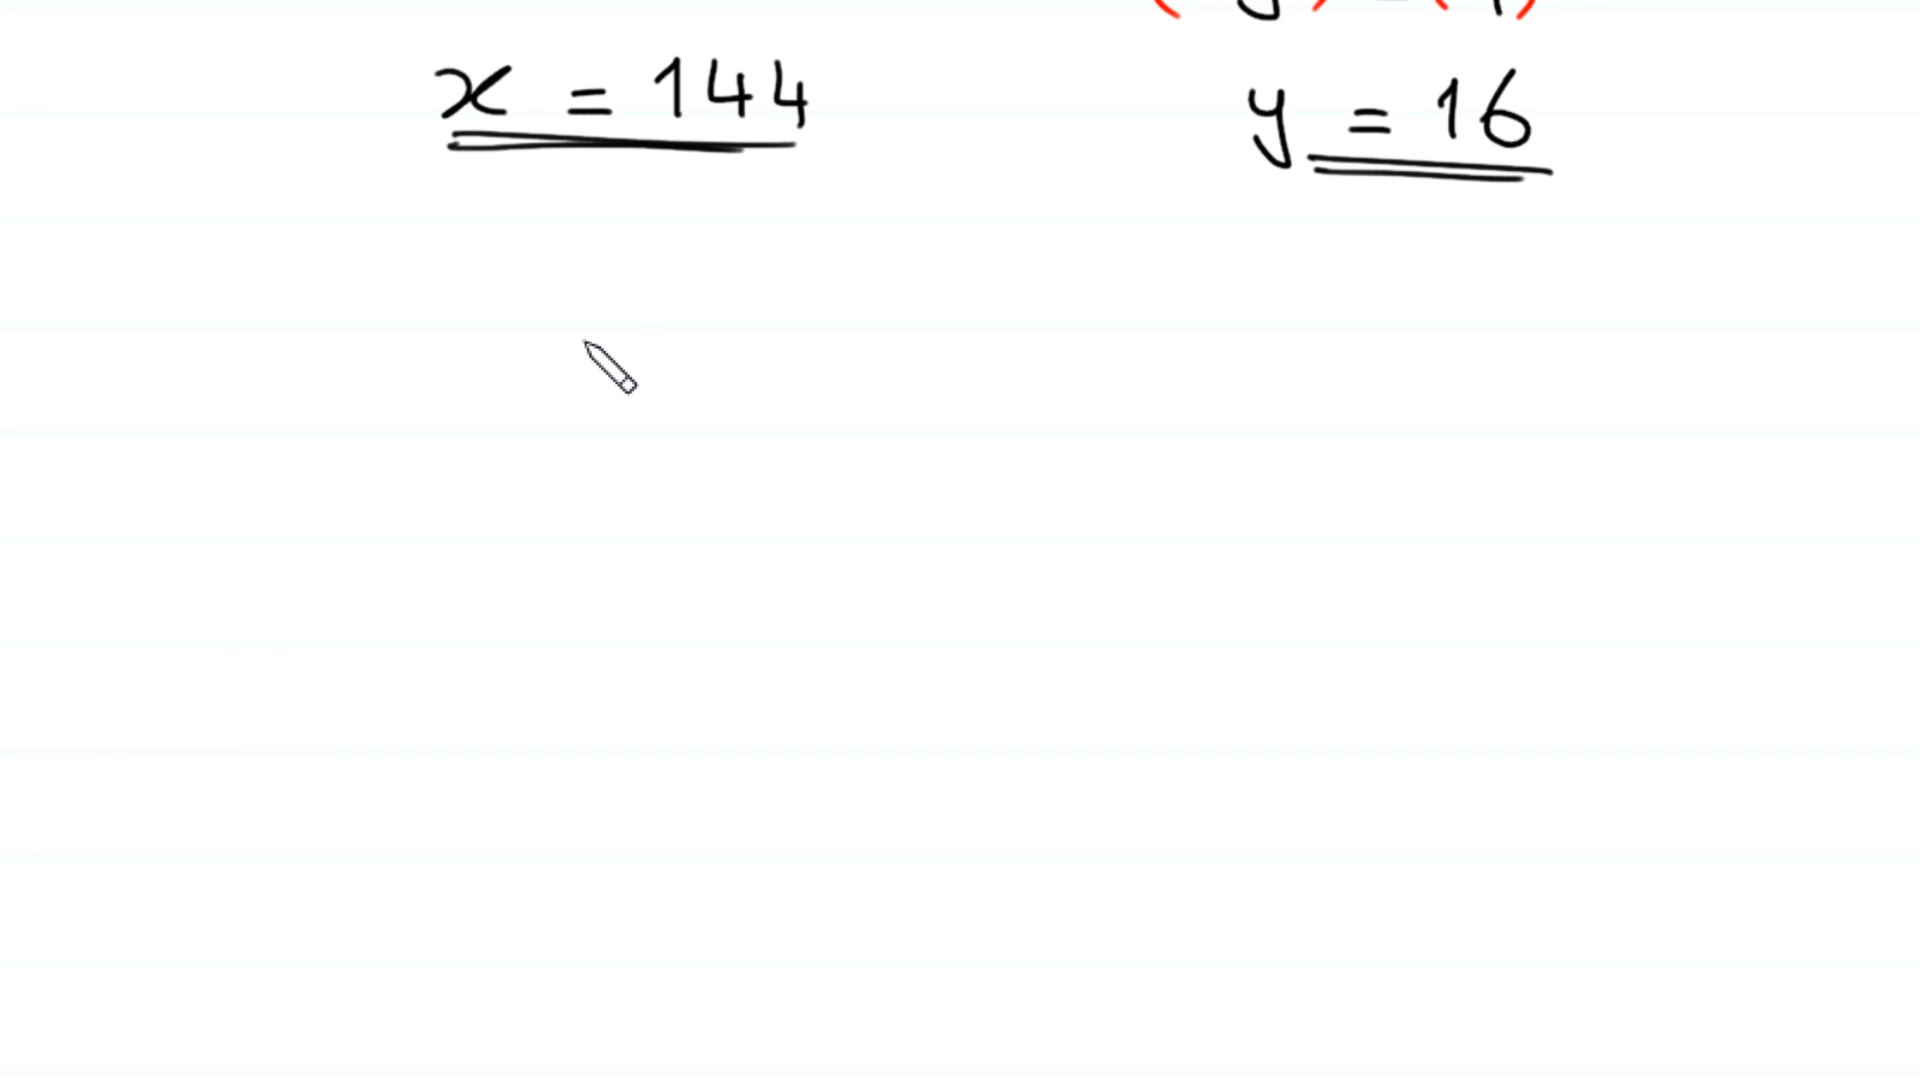 x = 144
y = 16